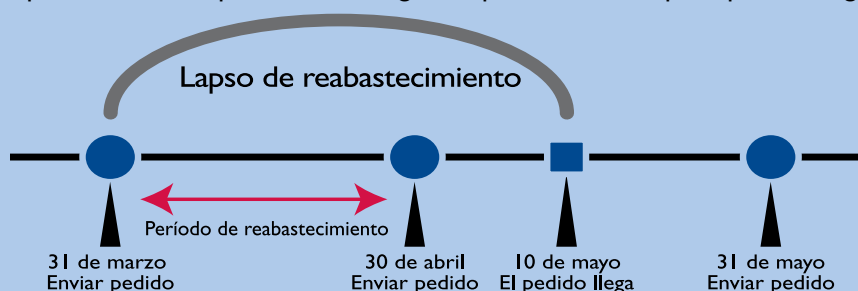 Lapso de reabastecimiento
Período de reabastecimiento
31 de marzo
Enviar pedido
30 de abril
Enviar pedido
10 de mayo
El pedido llega
31 de mayo
Enviar pedido